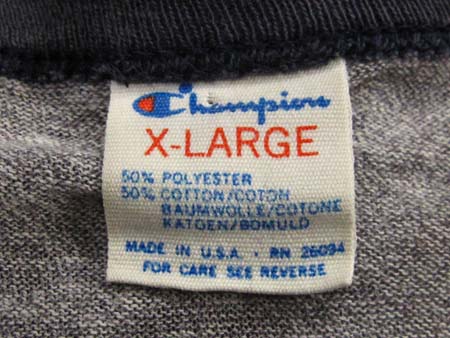 Champion
X-LARGE
50% POLYESTER
50% COTTON/COTON
BAUMWOLLE/COTONE
KATOEN/BOMULD
MADE IN U.S.A. · RN 26094
FOR CARE SEE REVERSE